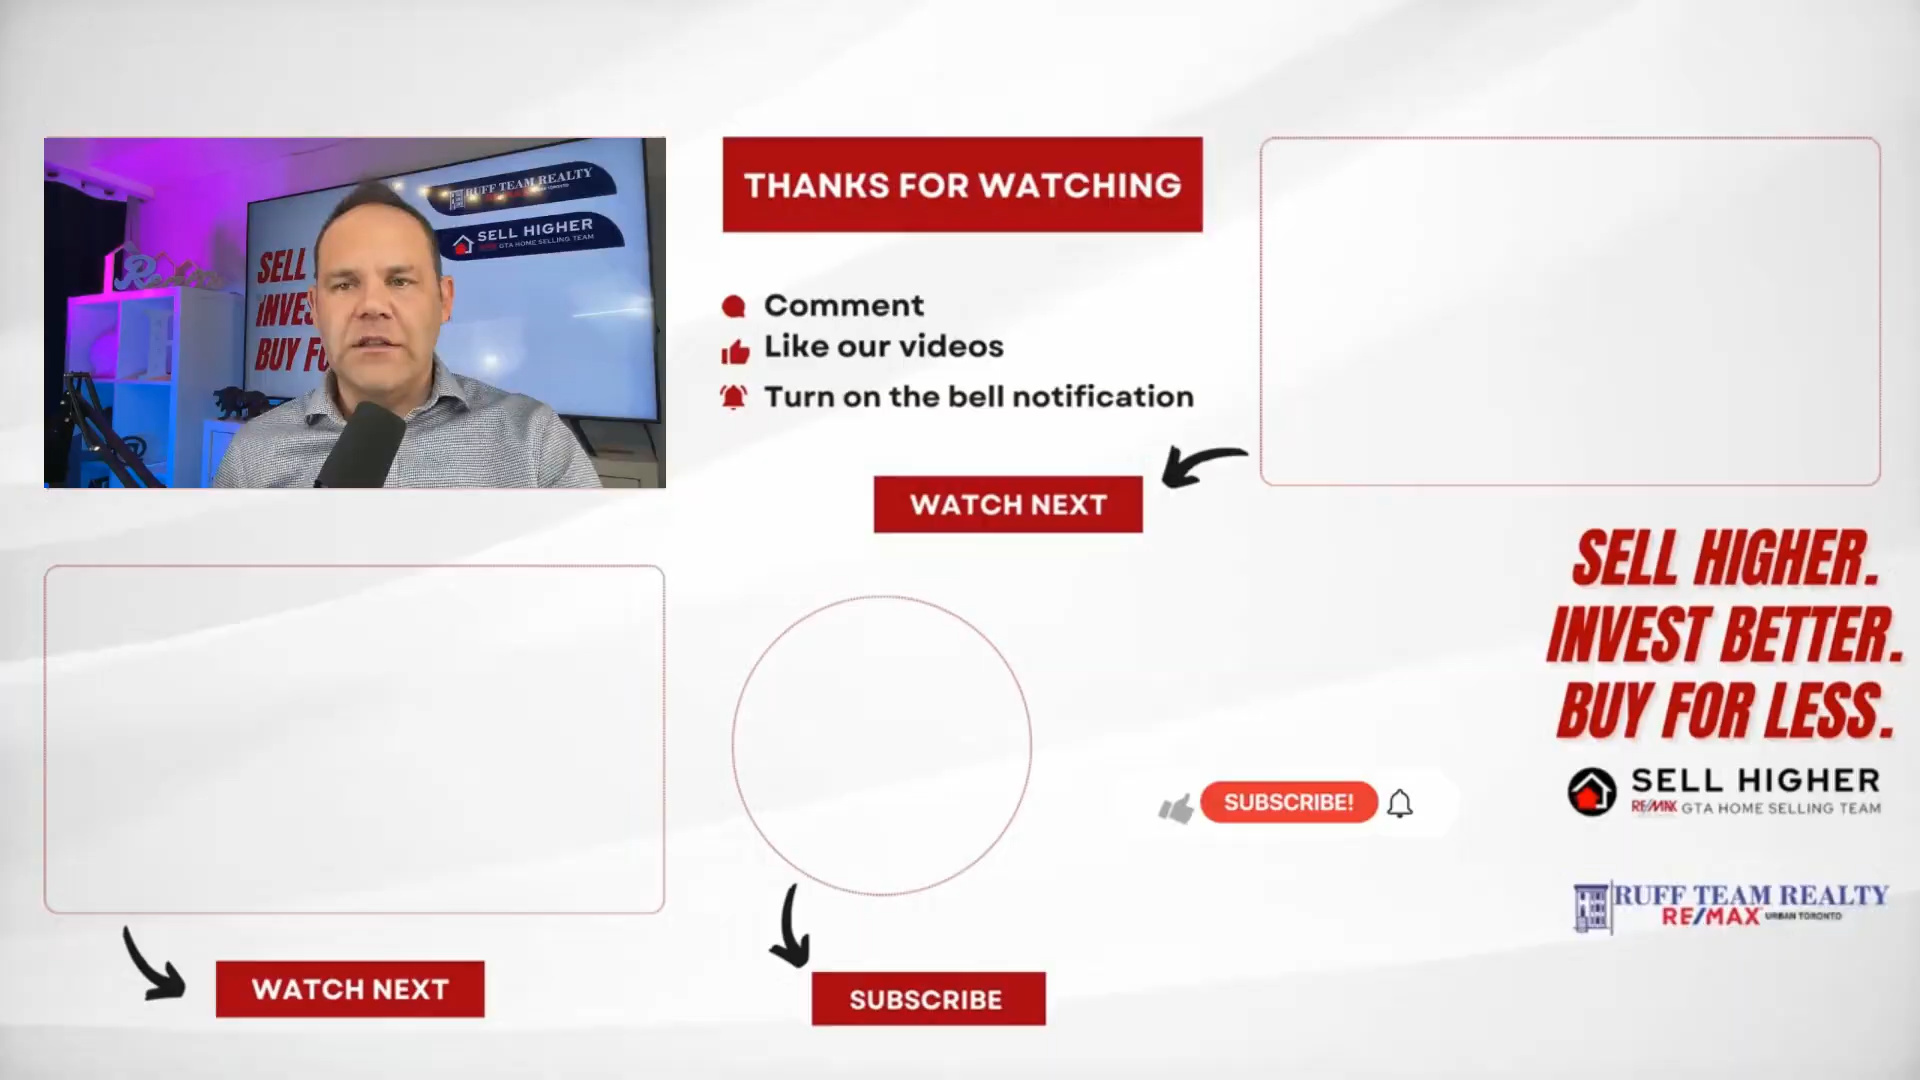 RUFF TEAM REALTY
SELL HIGHER
GTA HOME SELLING TEAM
SELL
INVES
BUY FO
THANKS FOR WATCHING
Comment
Like our videos
Turn on the bell notification
WATCH NEXT
SELL HIGHER.
INVEST BETTER.
BUY FOR LESS.
SELL HIGHER
RE/MAX GTA HOME SELLING TEAM
SUBSCRIBE!
RUFF TEAM REALTY
RE/MAX URBAN TORONTO
WATCH NEXT
SUBSCRIBE